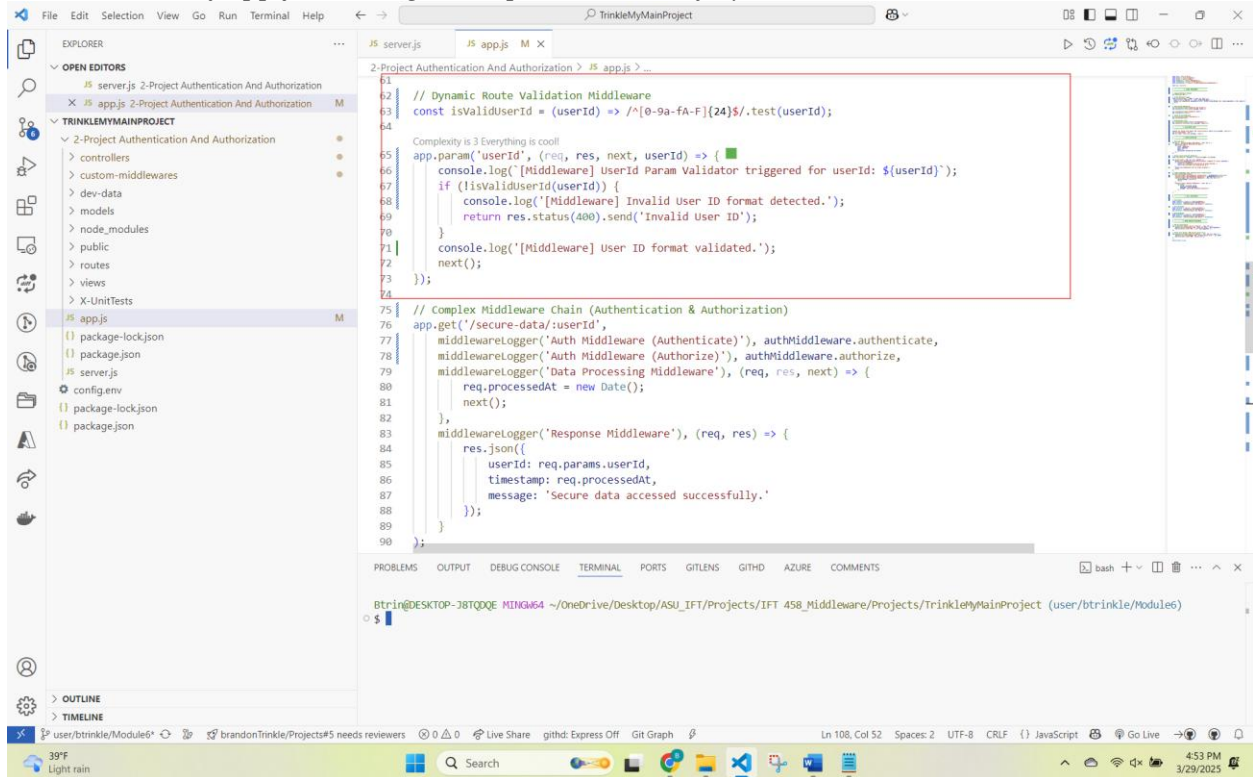 File Edit Selection View Go Run Terminal Help
TrinkleMyMainProject
EXPLORER
OPEN EDITORS
JS server.js 2-Project Authentication And Authorization
JS app.js 2-Project Authentication And Authorization M
TRINKLEMYMAINPROJECT
2-Project Authentication And Authorization
controllers
custom-middlewares
dev-data
models
node_modules
public
routes
views
X-UnitTests
JS app.js M
{} package-lock.json
{} package.json
JS server.js
config.env
{} package-lock.json
{} package.json
OUTLINE
TIMELINE
JS server.js JS app.js M
2-Project Authentication And Authorization > JS app.js > ...
61
62 // Dynamic Route Validation Middleware
63 const isValidUserId = (userId) => /^[0-9a-fA-F]{24}$/.test(userId);
64
Complexity is 3 Everything is cool!
65 app.param('userId', (req, res, next, userId) => {
66 console.log(`[Middleware] UserId Param Validator triggered for userId: ${userId}`);
67 if (!isValidUserId(userId)) {
68 console.log('[Middleware] Invalid User ID format detected.');
69 return res.status(400).send('Invalid User ID');
70 }
71 console.log('[Middleware] User ID format validated.');
72 next();
73 });
74
75 // Complex Middleware Chain (Authentication & Authorization)
76 app.get('/secure-data/:userId',
77 middlewareLogger('Auth Middleware (Authenticate)'), authMiddleware.authenticate,
78 middlewareLogger('Auth Middleware (Authorize)'), authMiddleware.authorize,
79 middlewareLogger('Data Processing Middleware'), (req, res, next) => {
80 req.processedAt = new Date();
81 next();
82 },
83 middlewareLogger('Response Middleware'), (req, res) => {
84 res.json({
85 userId: req.params.userId,
86 timestamp: req.processedAt,
87 message: 'Secure data accessed successfully.'
88 });
89 }
90 );
PROBLEMS OUTPUT DEBUG CONSOLE TERMINAL PORTS GITLENS GITHD AZURE COMMENTS
bash
Btrin@DESKTOP-J8TQDQE MINGW64 ~/OneDrive/Desktop/ASU_IFT/Projects/IFT 458_Middleware/Projects/TrinkleMyMainProject (user/btrinkle/Module6)
$
user/btrinkle/Module6* brandonTrinkle/Projects#5 needs reviewers 0 0 Live Share githd: Express Off Git Graph Ln 108, Col 52 Spaces: 2 UTF-8 CRLF {} JavaScript Go Live
39°F
Light rain
Search
4:53 PM
3/29/2025